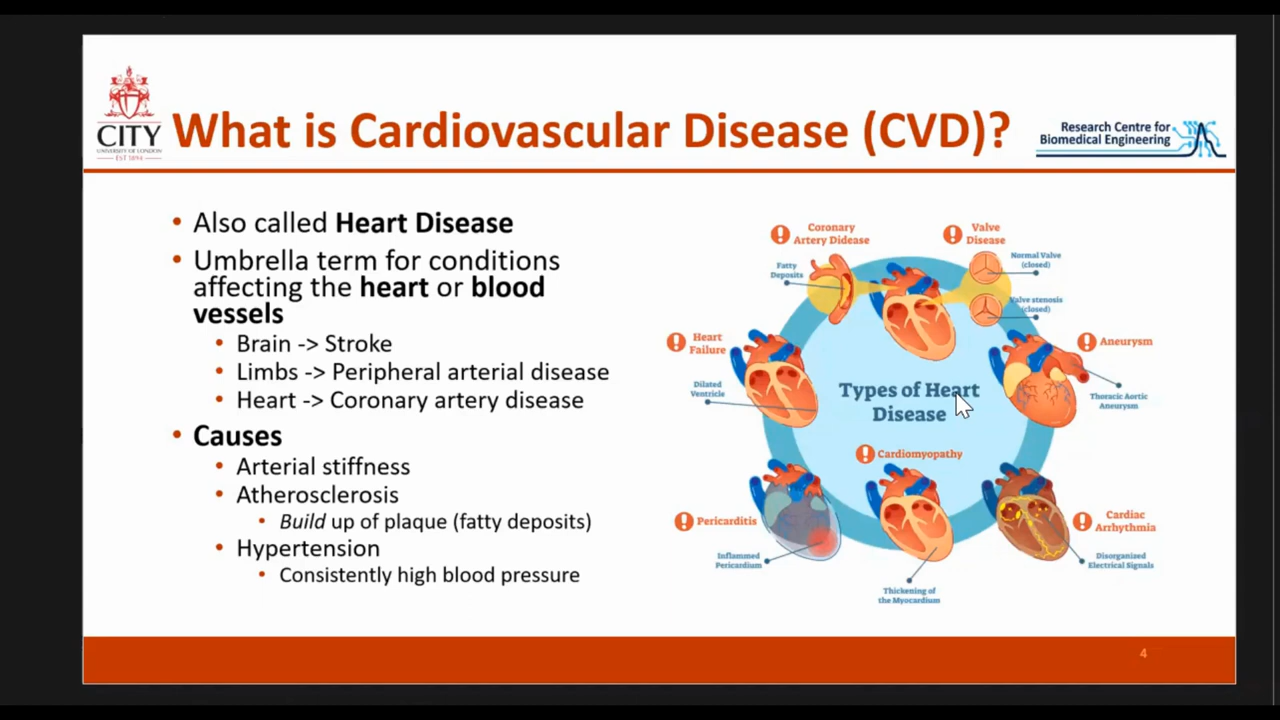 CITY
UNIVERSITY OF LONDON
EST 1894
What is Cardiovascular Disease (CVD)?
Research Centre for
Biomedical Engineering
• Also called Heart Disease
• Umbrella term for conditions
affecting the heart or blood
vessels
• Brain -> Stroke
• Limbs -> Peripheral arterial disease
• Heart -> Coronary artery disease
• Causes
• Arterial stiffness
• Atherosclerosis
• Build up of plaque (fatty deposits)
• Hypertension
• Consistently high blood pressure
Coronary
Artery Didease
Fatty
Deposits
Valve
Disease
Normal Valve
(closed)
Valve stenosis
(closed)
Heart
Failure
Dilated
Ventricle
Aneurysm
Thoracic Aortic
Aneurysm
Types of Heart
Disease
Cardiomyopathy
Thickening of
the Myocardium
Pericarditis
Inflammed
Pericardium
Cardiac
Arrhythmia
Disorganized
Electrical Signals
4